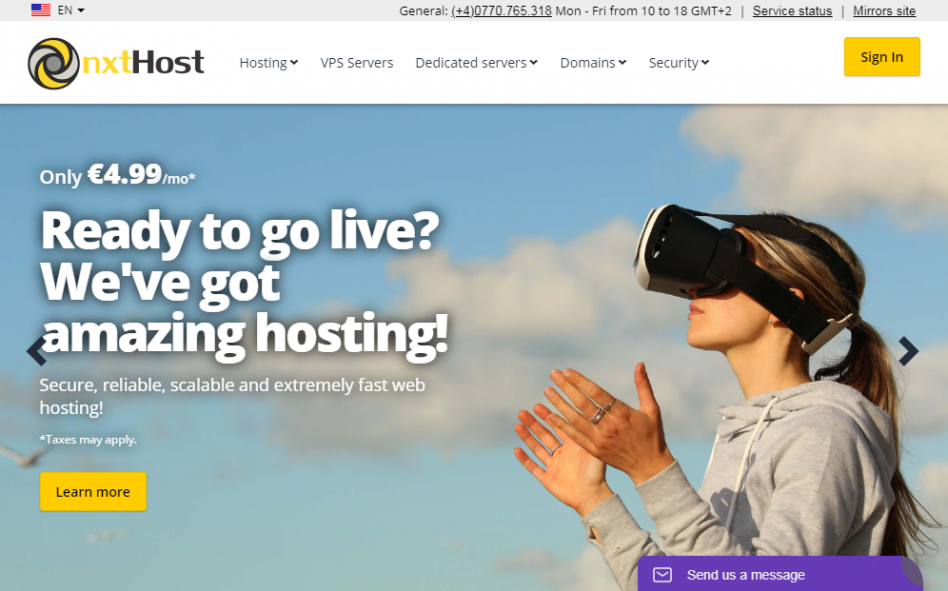 EN
General: (+4)0770.765.318 Mon - Fri from 10 to 18 GMT+2 | Service status | Mirrors site
nxtHost
Hosting VPS Servers Dedicated servers Domains Security
Sign In
Only €4.99/mo*
Ready to go live?
We've got
amazing hosting!
Secure, reliable, scalable and extremely fast web
hosting!
*Taxes may apply.
Learn more
Send us a message